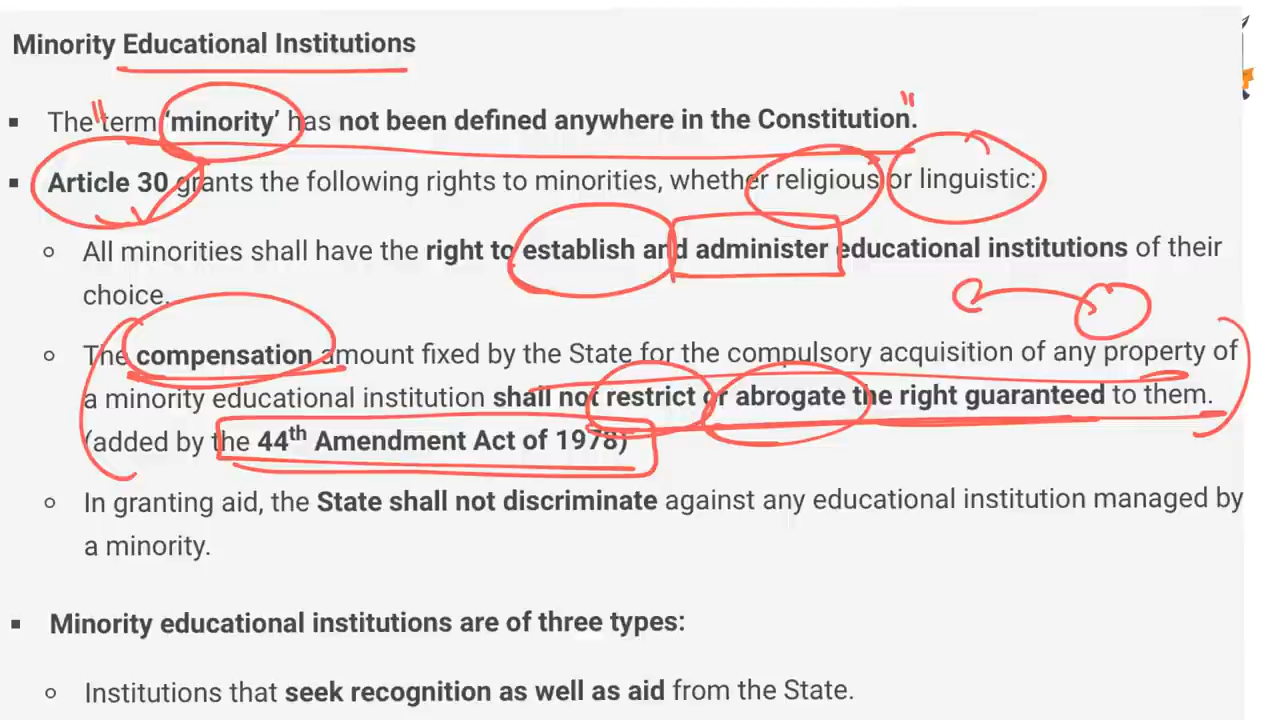 Minority Educational Institutions
▪ The "term 'minority' has not been defined anywhere in the Constitution."
▪ Article 30 grants the following rights to minorities, whether religious or linguistic:
○ All minorities shall have the right to establish and administer educational institutions of their
choice.
○ The compensation amount fixed by the State for the compulsory acquisition of any property of
a minority educational institution shall not restrict or abrogate the right guaranteed to them.
(added by the 44th Amendment Act of 1978)
○ In granting aid, the State shall not discriminate against any educational institution managed by
a minority.
▪ Minority educational institutions are of three types:
○ Institutions that seek recognition as well as aid from the State.